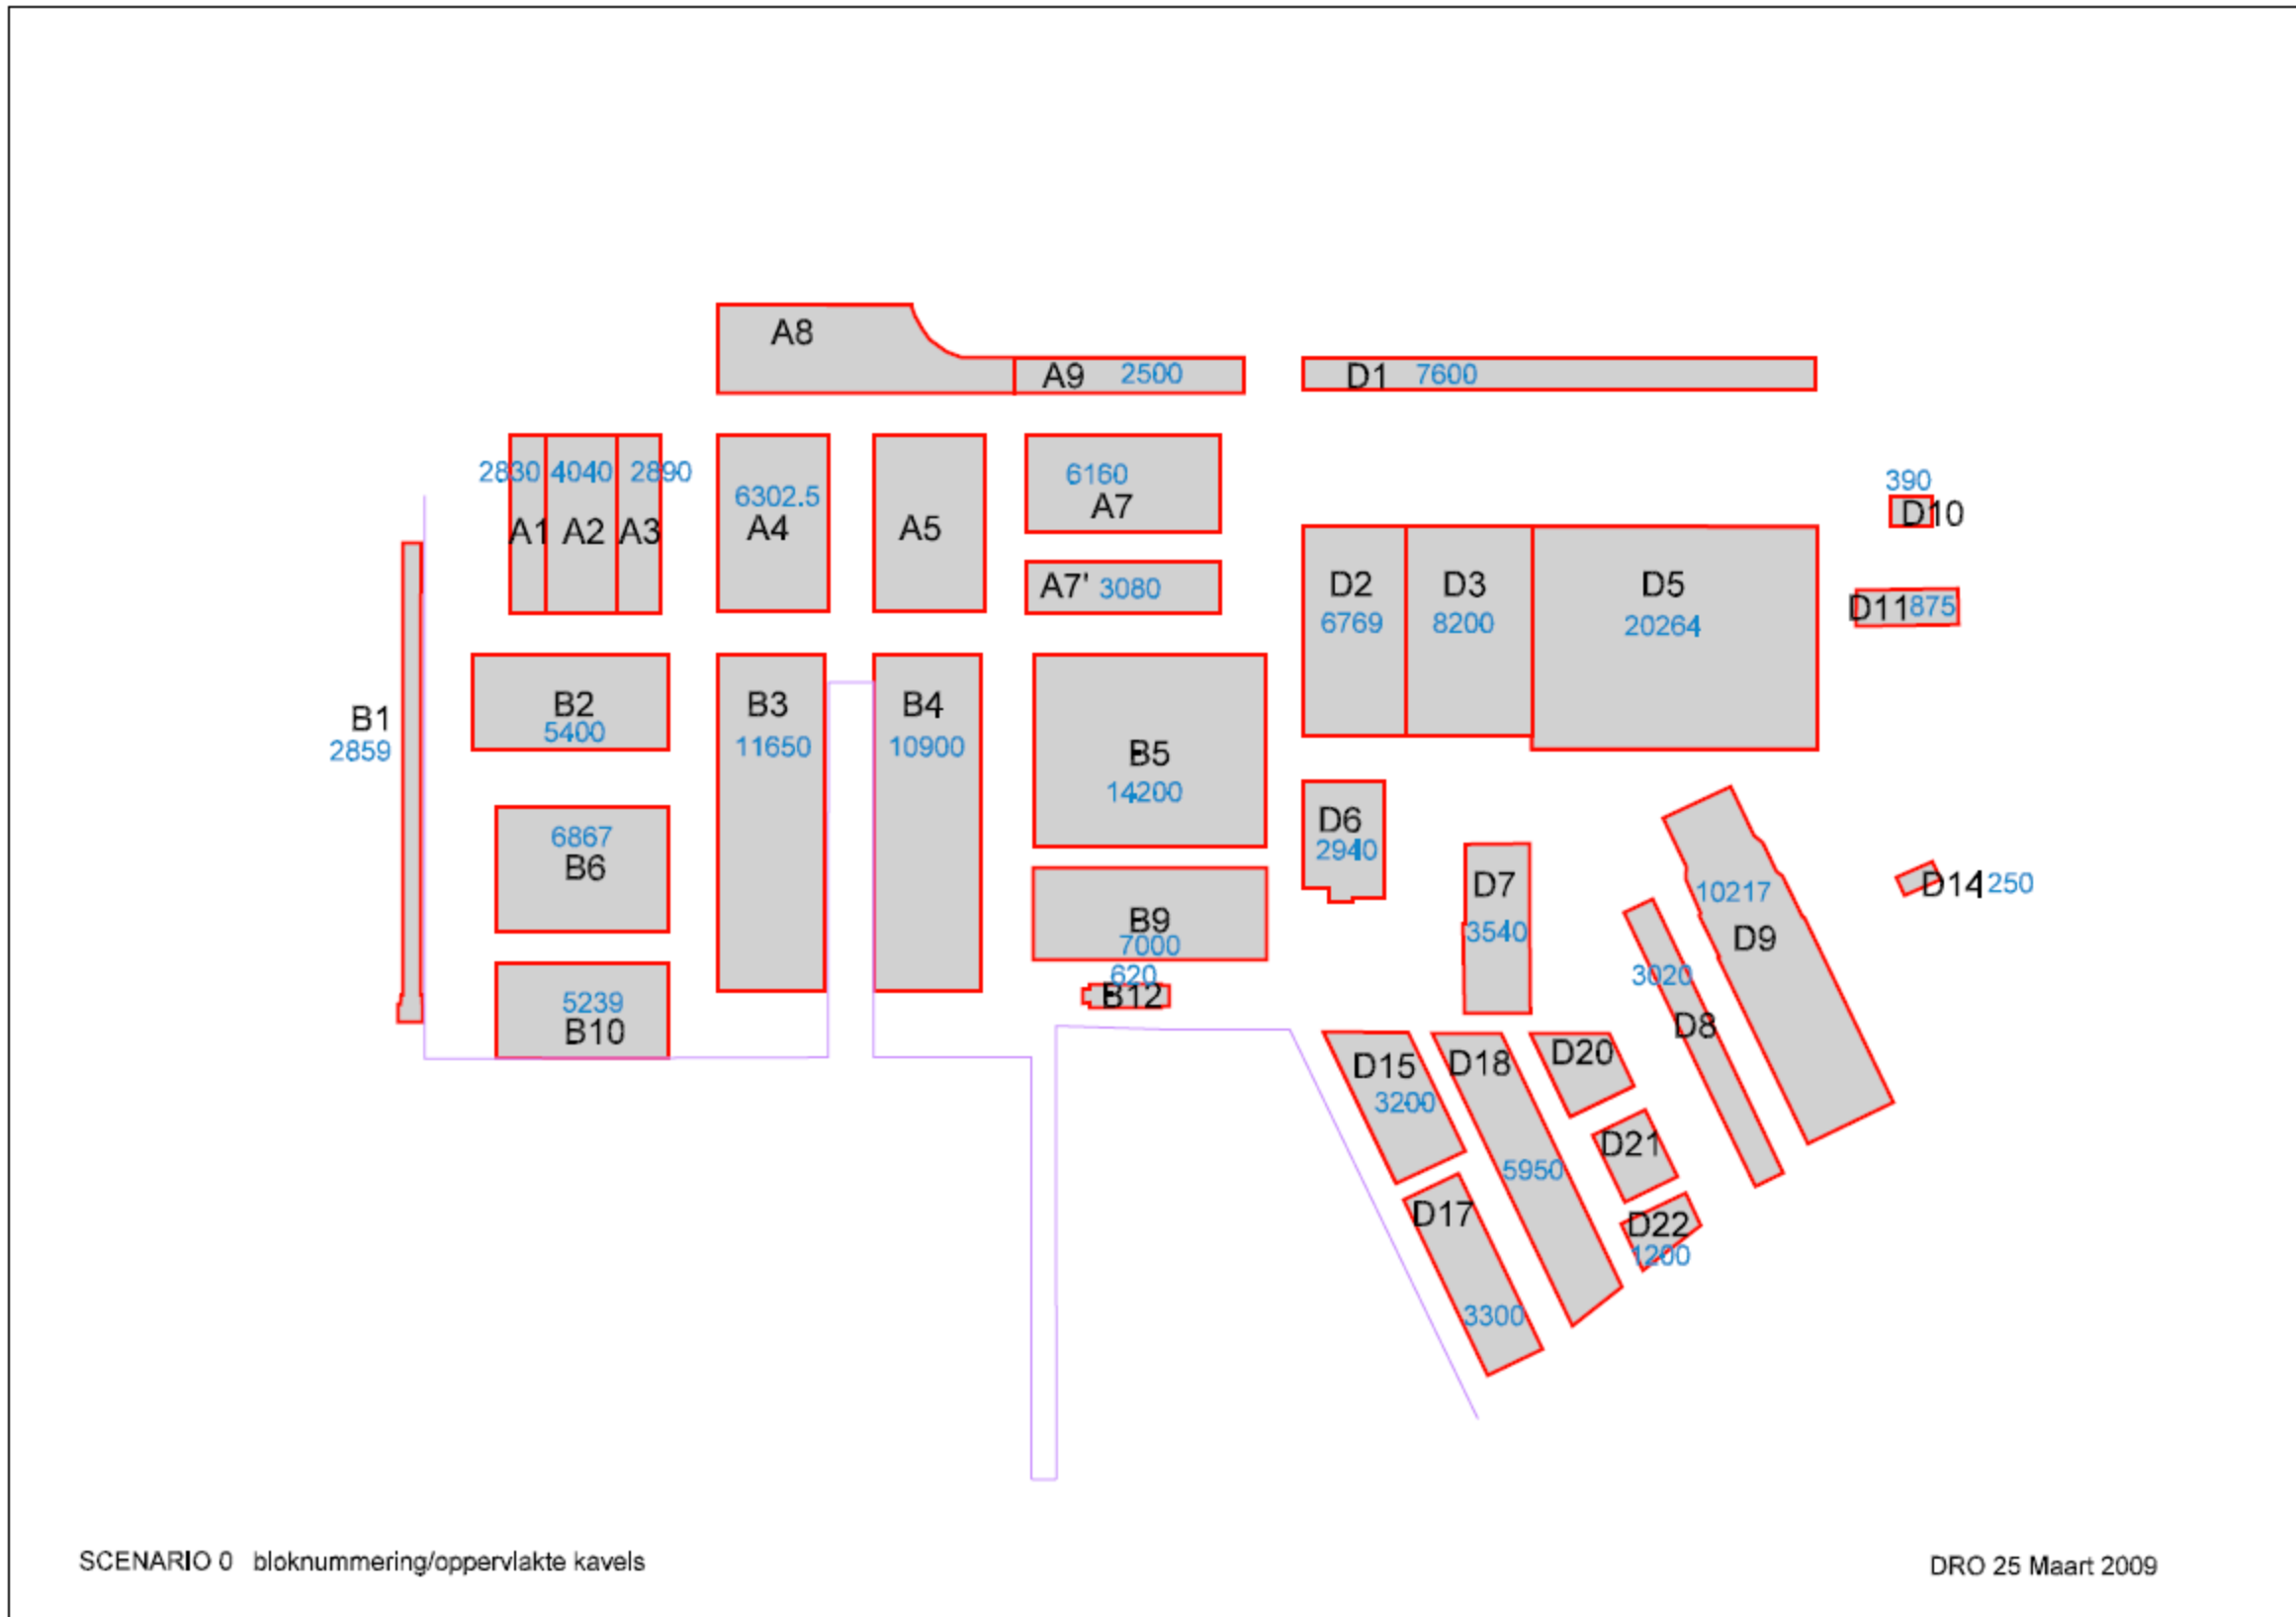 A8
A9 2500
D1 7600
2830 4040 2890
A1 A2 A3
6302.5
A4
A5
6160
A7
A7' 3080
390
D10
D11 875
D2
6769
D3
8200
D5
20264
B1
2859
B2
5400
B3
11650
B4
10900
B5
14200
6867
B6
D6
2940
D7
3540
10217
D9
D14 250
B9
7000
620
B12
3020
D8
5239
B10
D15
3200
D18
5950
D20
D21
D17
3300
D22
1200
SCENARIO 0 bloknummering/oppervlakte kavels
DRO 25 Maart 2009